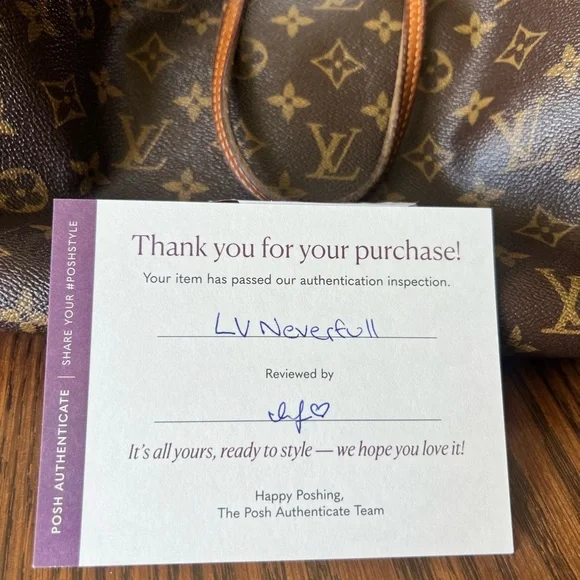 Thank you for your purchase!
Your item has passed our authentication inspection.
LV Neverfull
Reviewed by
It's all yours, ready to style — we hope you love it!
Happy Poshing,
The Posh Authenticate Team
POSH AUTHENTICATE | SHARE YOUR #POSHSTYLE
LV